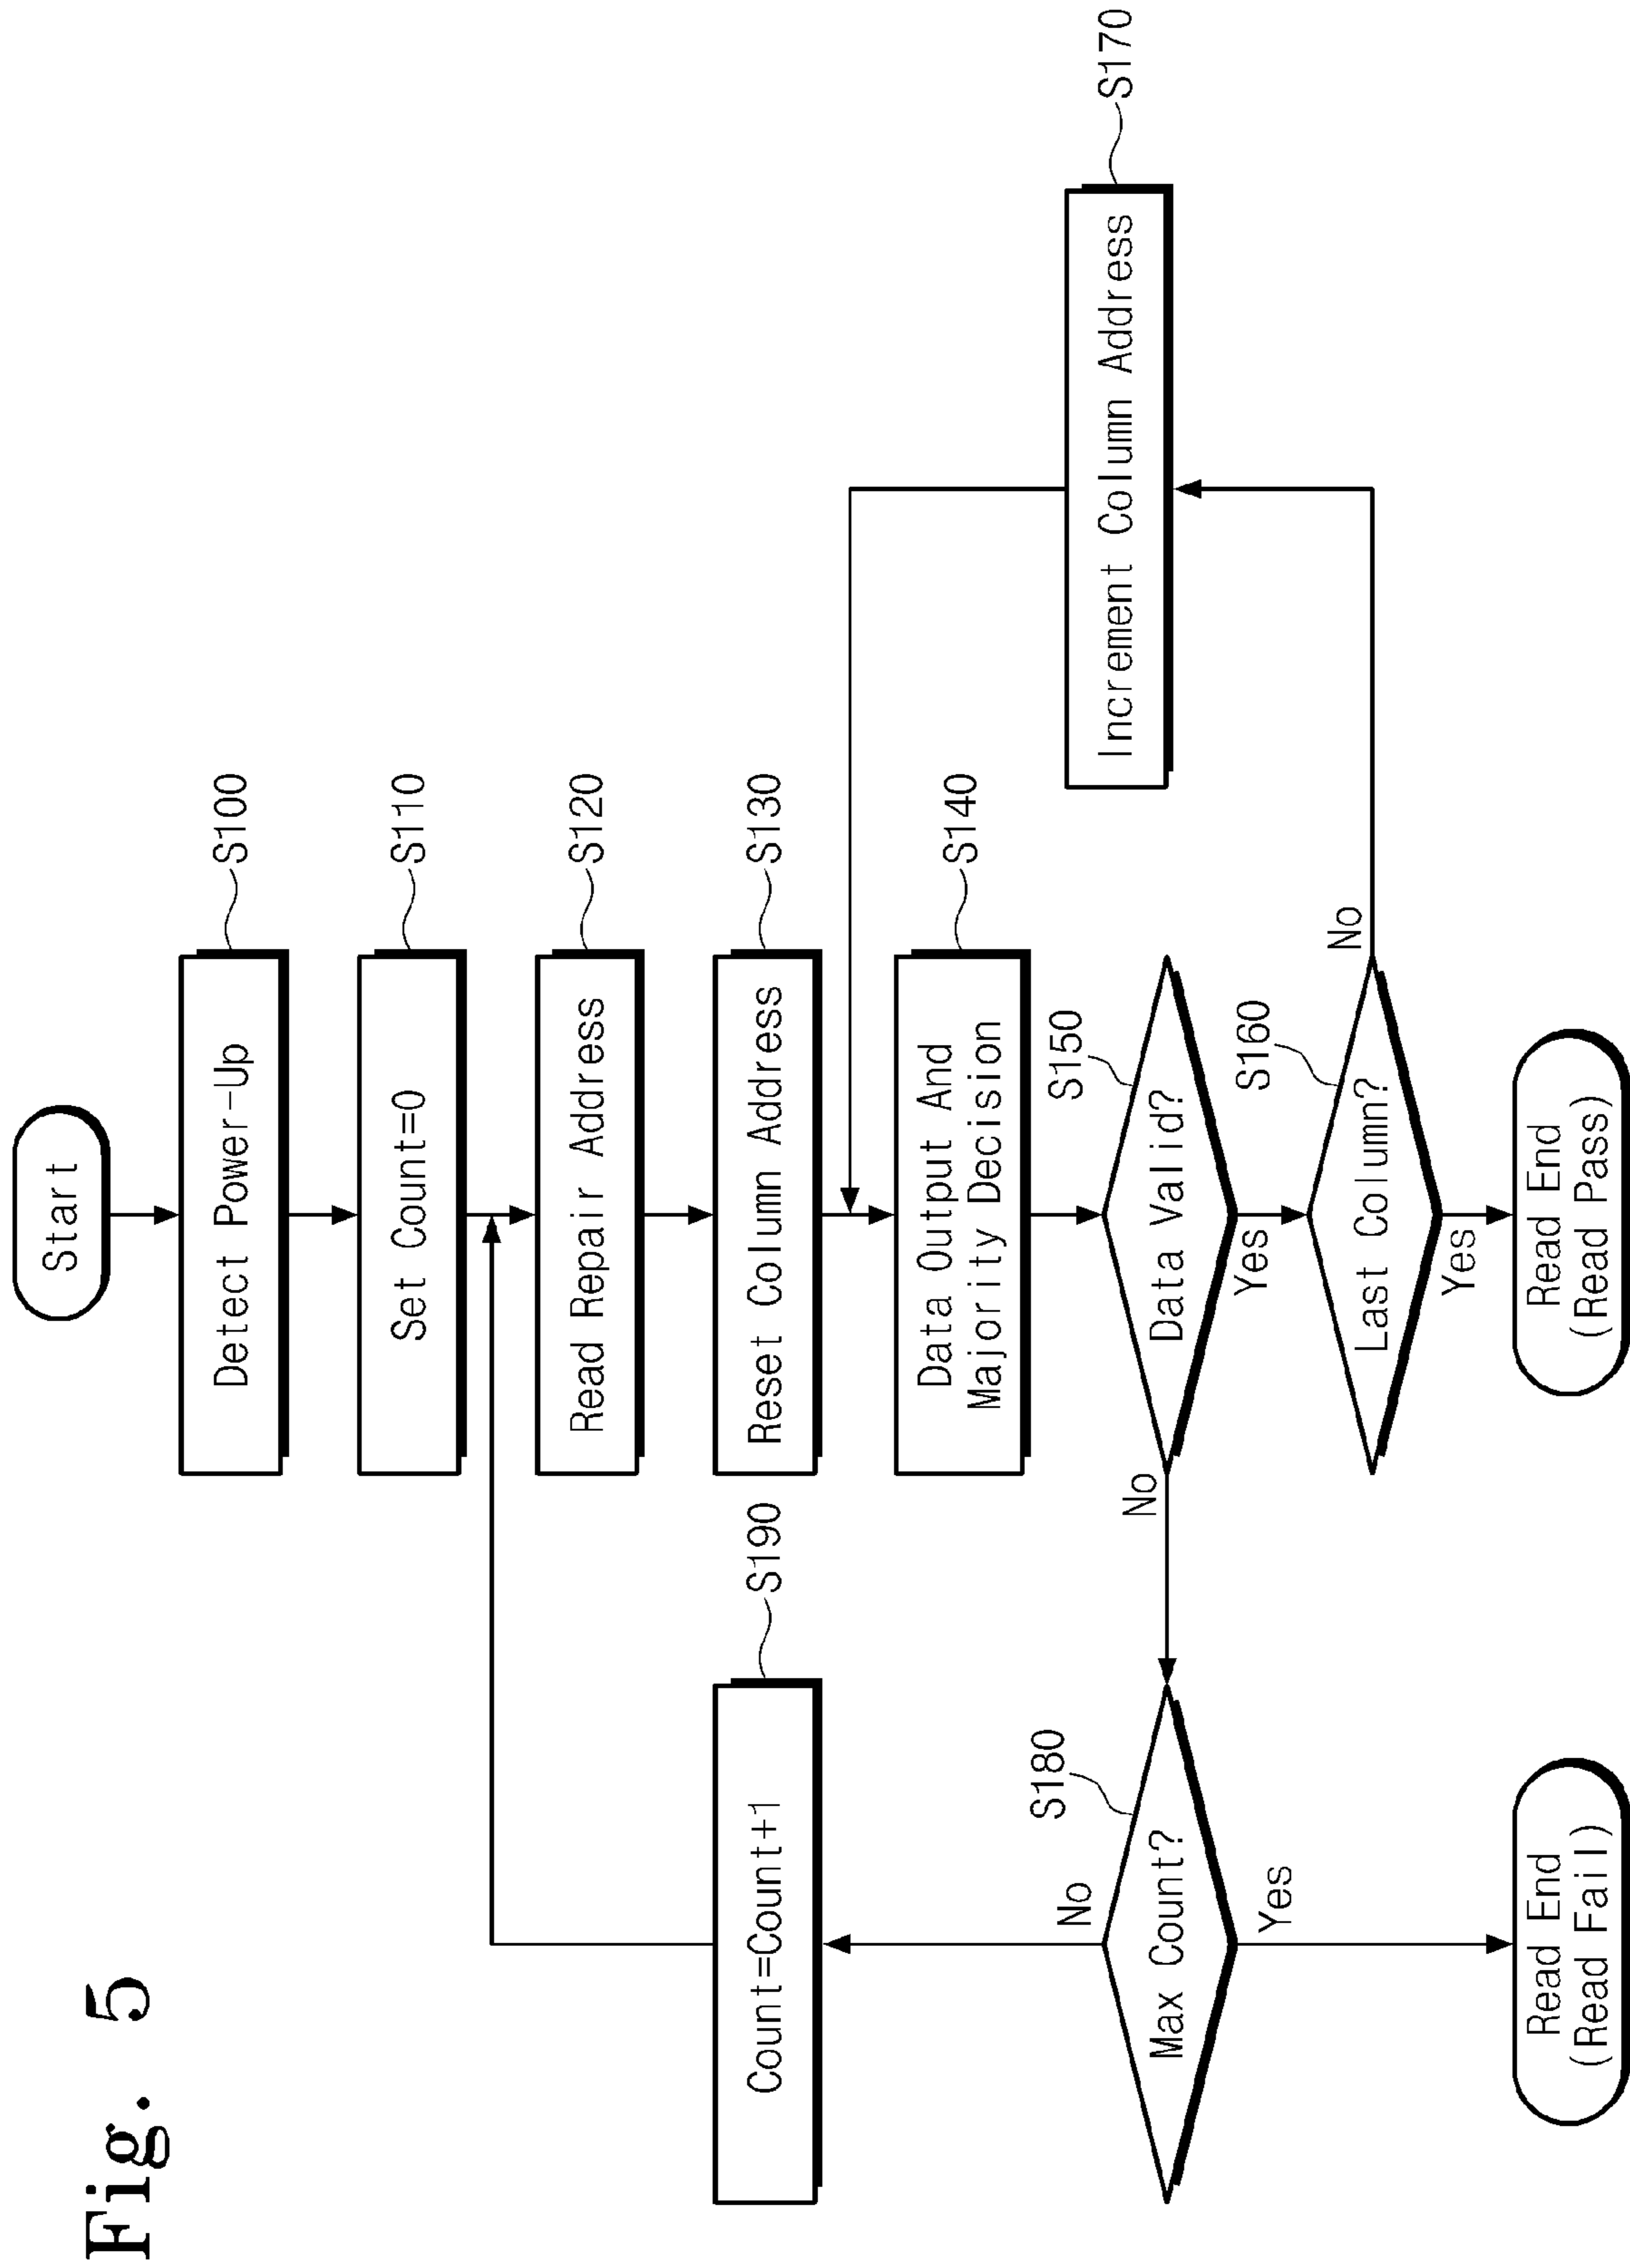 Fig. 5
Start
Detect Power-Up
S100
Set Count=0
S110
Read Repair Address
S120
Count=Count+1
S190
Reset Column Address
S130
Data Output And
Majority Decision
S140
Increment Column Address
S170
Max Count?
S180
No
Yes
Data Valid?
S150
No
Yes
Last Column?
S160
No
Yes
Read End
(Read Fail)
Read End
(Read Pass)